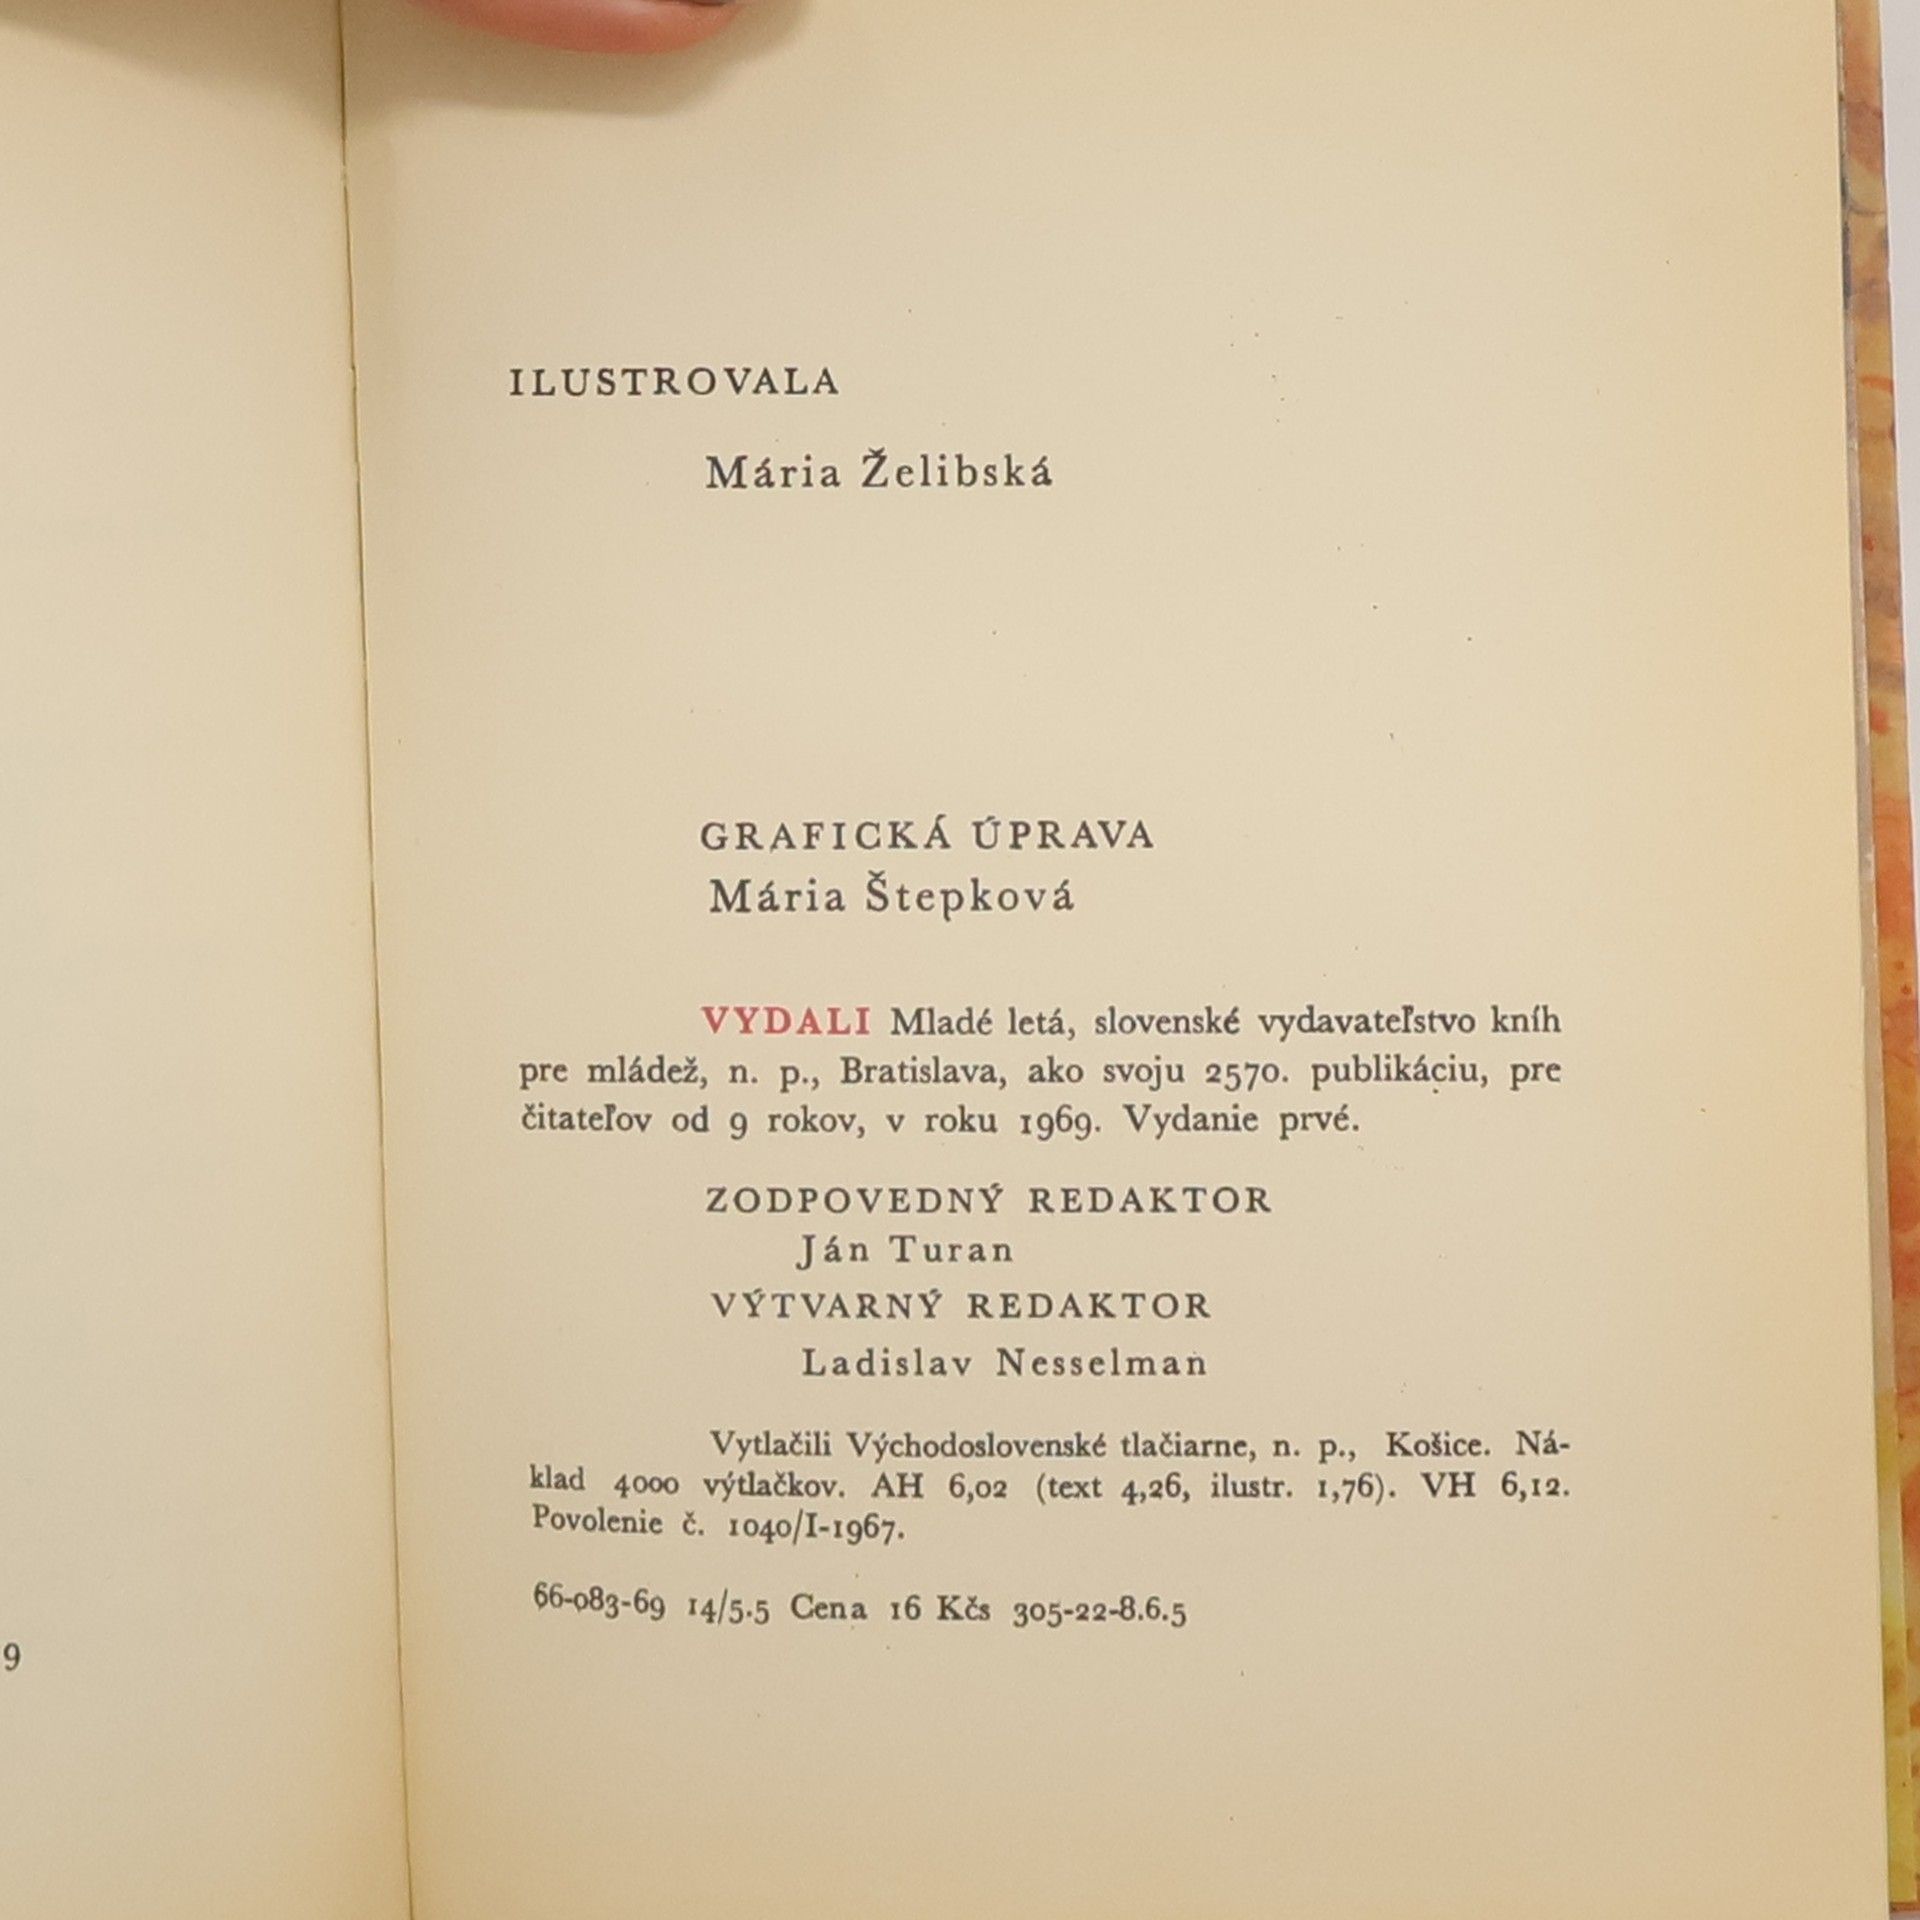 ILUSTROVALA
Mária Želibská
GRAFICKÁ ÚPRAVA
Mária Štepková
VYDALI Mladé letá, slovenské vydavateľstvo kníh
pre mládež, n. p., Bratislava, ako svoju 2570. publikáciu, pre
čitateľov od 9 rokov, v roku 1969. Vydanie prvé.
ZODPOVEDNÝ REDAKTOR
Ján Turan
VÝTVARNÝ REDAKTOR
Ladislav Nesselman
Vytlačili Východoslovenské tlačiarne, n. p., Košice. Ná-
klad 4000 výtlačkov. AH 6,02 (text 4,26, ilustr. 1,76). VH 6,12.
Povolenie č. 1040/I-1967.
66-083-69 14/5.5 Cena 16 Kčs 305-22-8.6.5
9